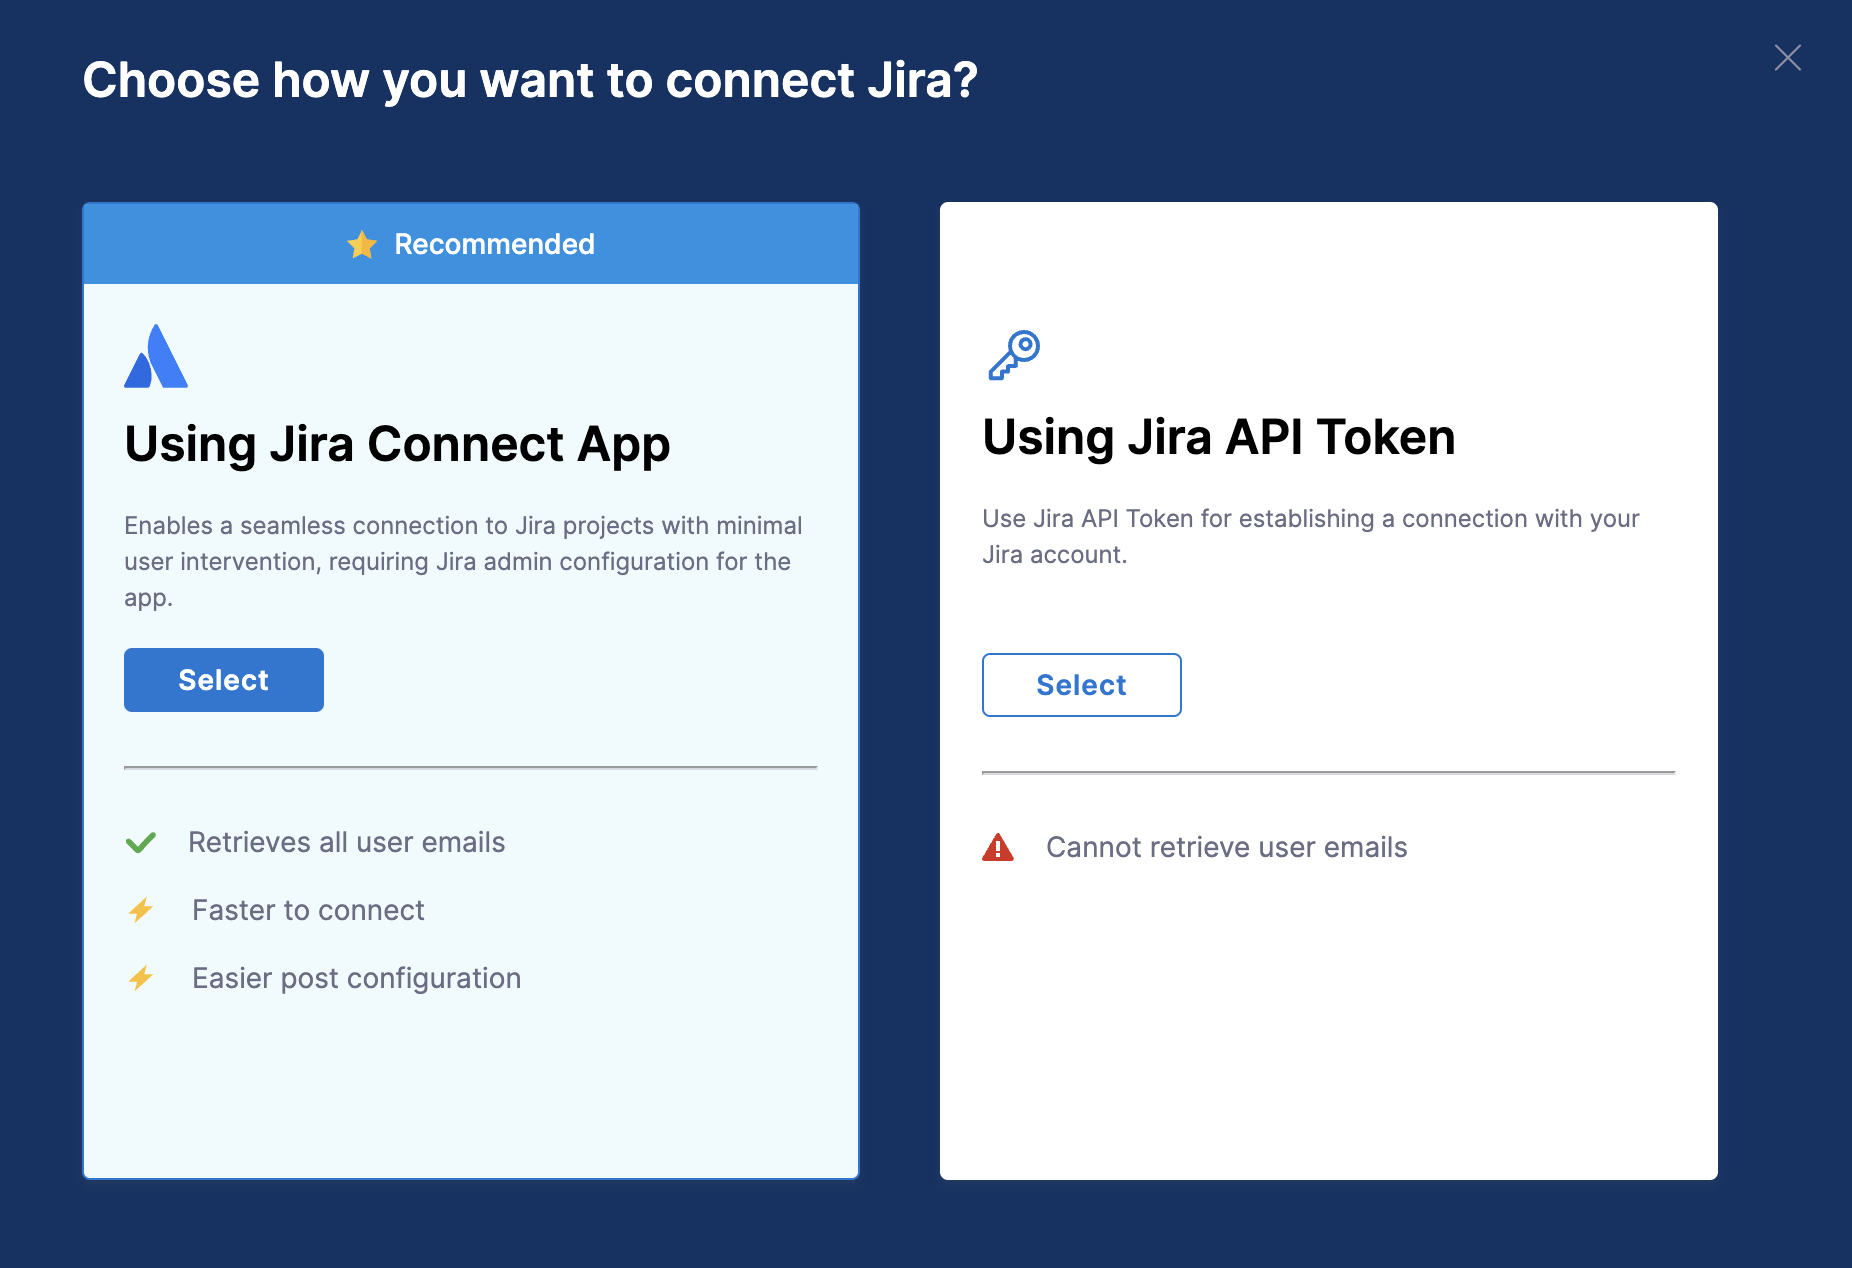 Choose how you want to connect Jira?
Recommended
Using Jira Connect App
Enables a seamless connection to Jira projects with minimal
user intervention, requiring Jira admin configuration for the
app.
Select
Retrieves all user emails
Faster to connect
Easier post configuration
Using Jira API Token
Use Jira API Token for establishing a connection with your
Jira account.
Select
Cannot retrieve user emails